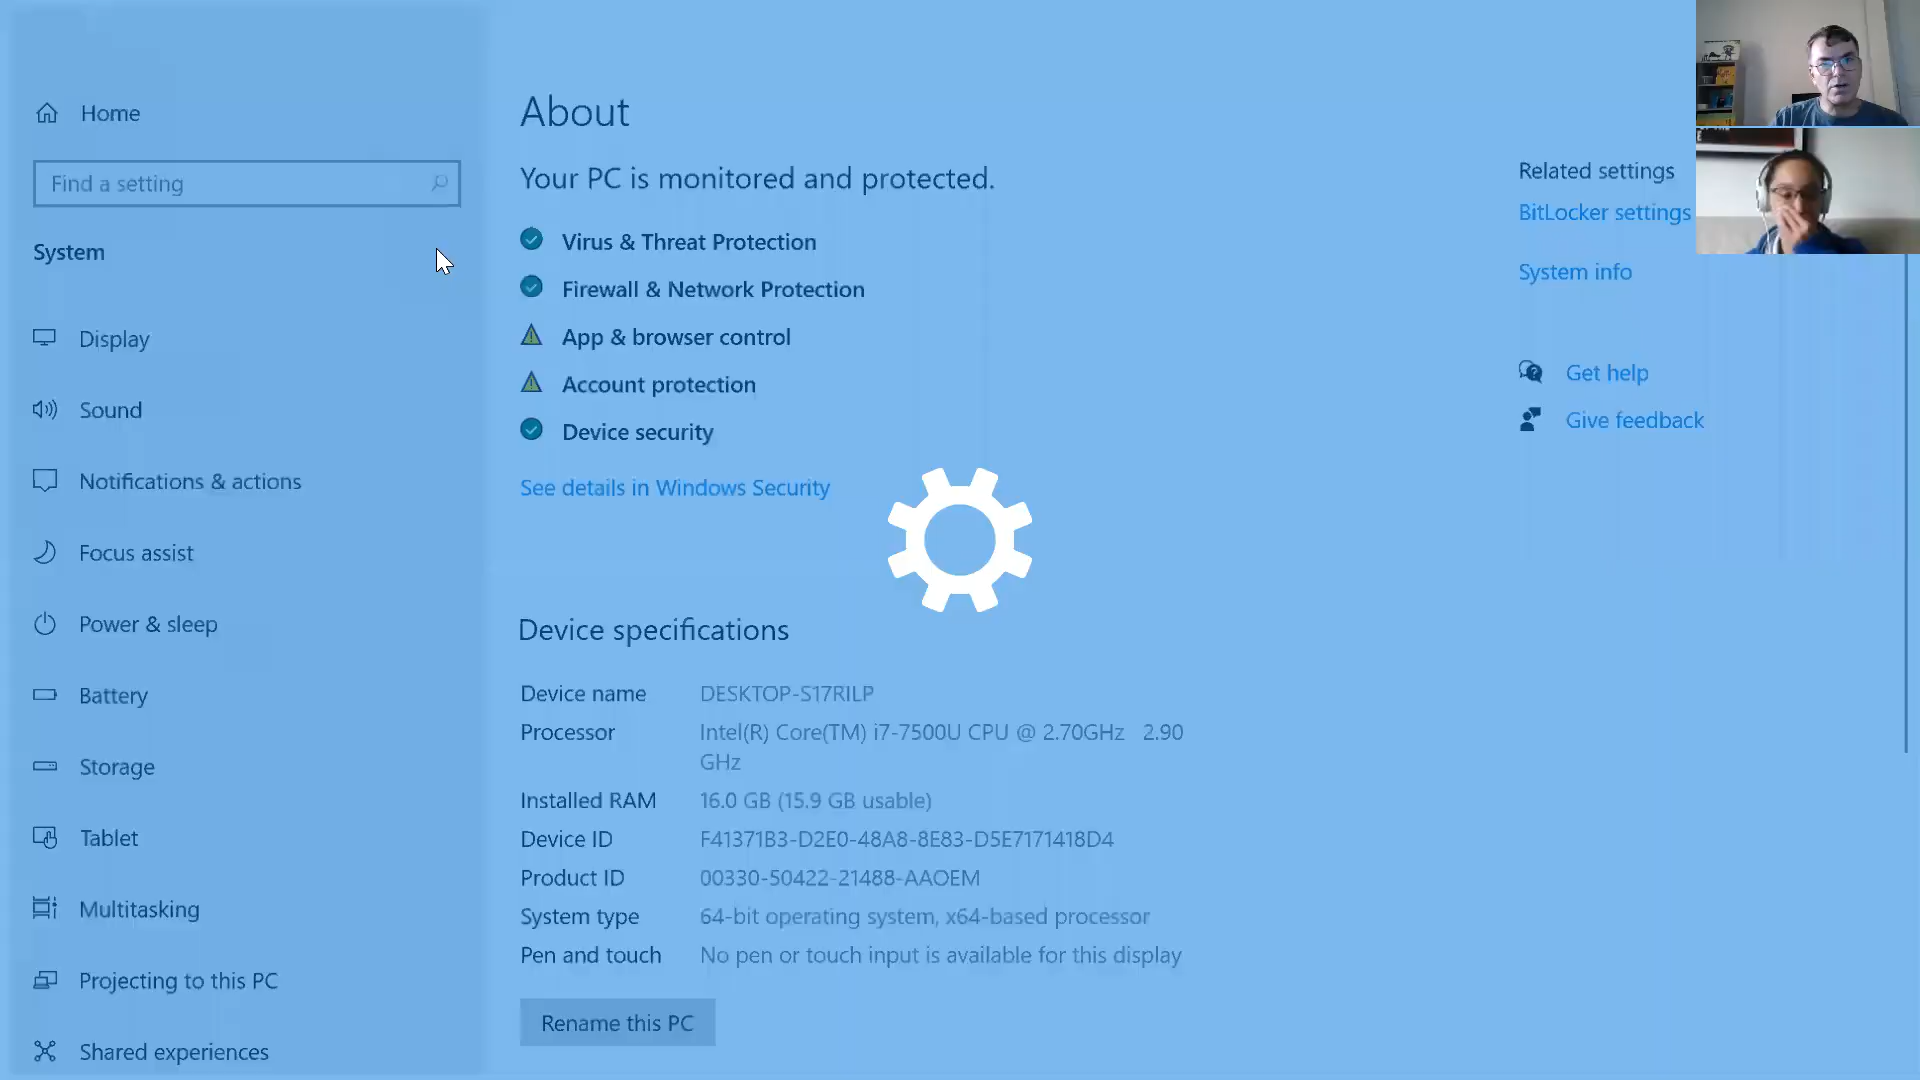 Home
Find a setting
System
Display
Sound
Notifications & actions
Focus assist
Power & sleep
Battery
Storage
Tablet
Multitasking
Projecting to this PC
Shared experiences
About
Your PC is monitored and protected.
Virus & Threat Protection
Firewall & Network Protection
App & browser control
Account protection
Device security
See details in Windows Security
Device specifications
Device name DESKTOP-S17RILP
Processor Intel(R) Core(TM) i7-7500U CPU @ 2.70GHz 2.90
GHz
Installed RAM 16.0 GB (15.9 GB usable)
Device ID F41371B3-D2E0-48A8-8E83-D5E7171418D4
Product ID 00330-50422-21488-AAOEM
System type 64-bit operating system, x64-based processor
Pen and touch No pen or touch input is available for this display
Rename this PC
Related settings
BitLocker settings
System info
Get help
Give feedback